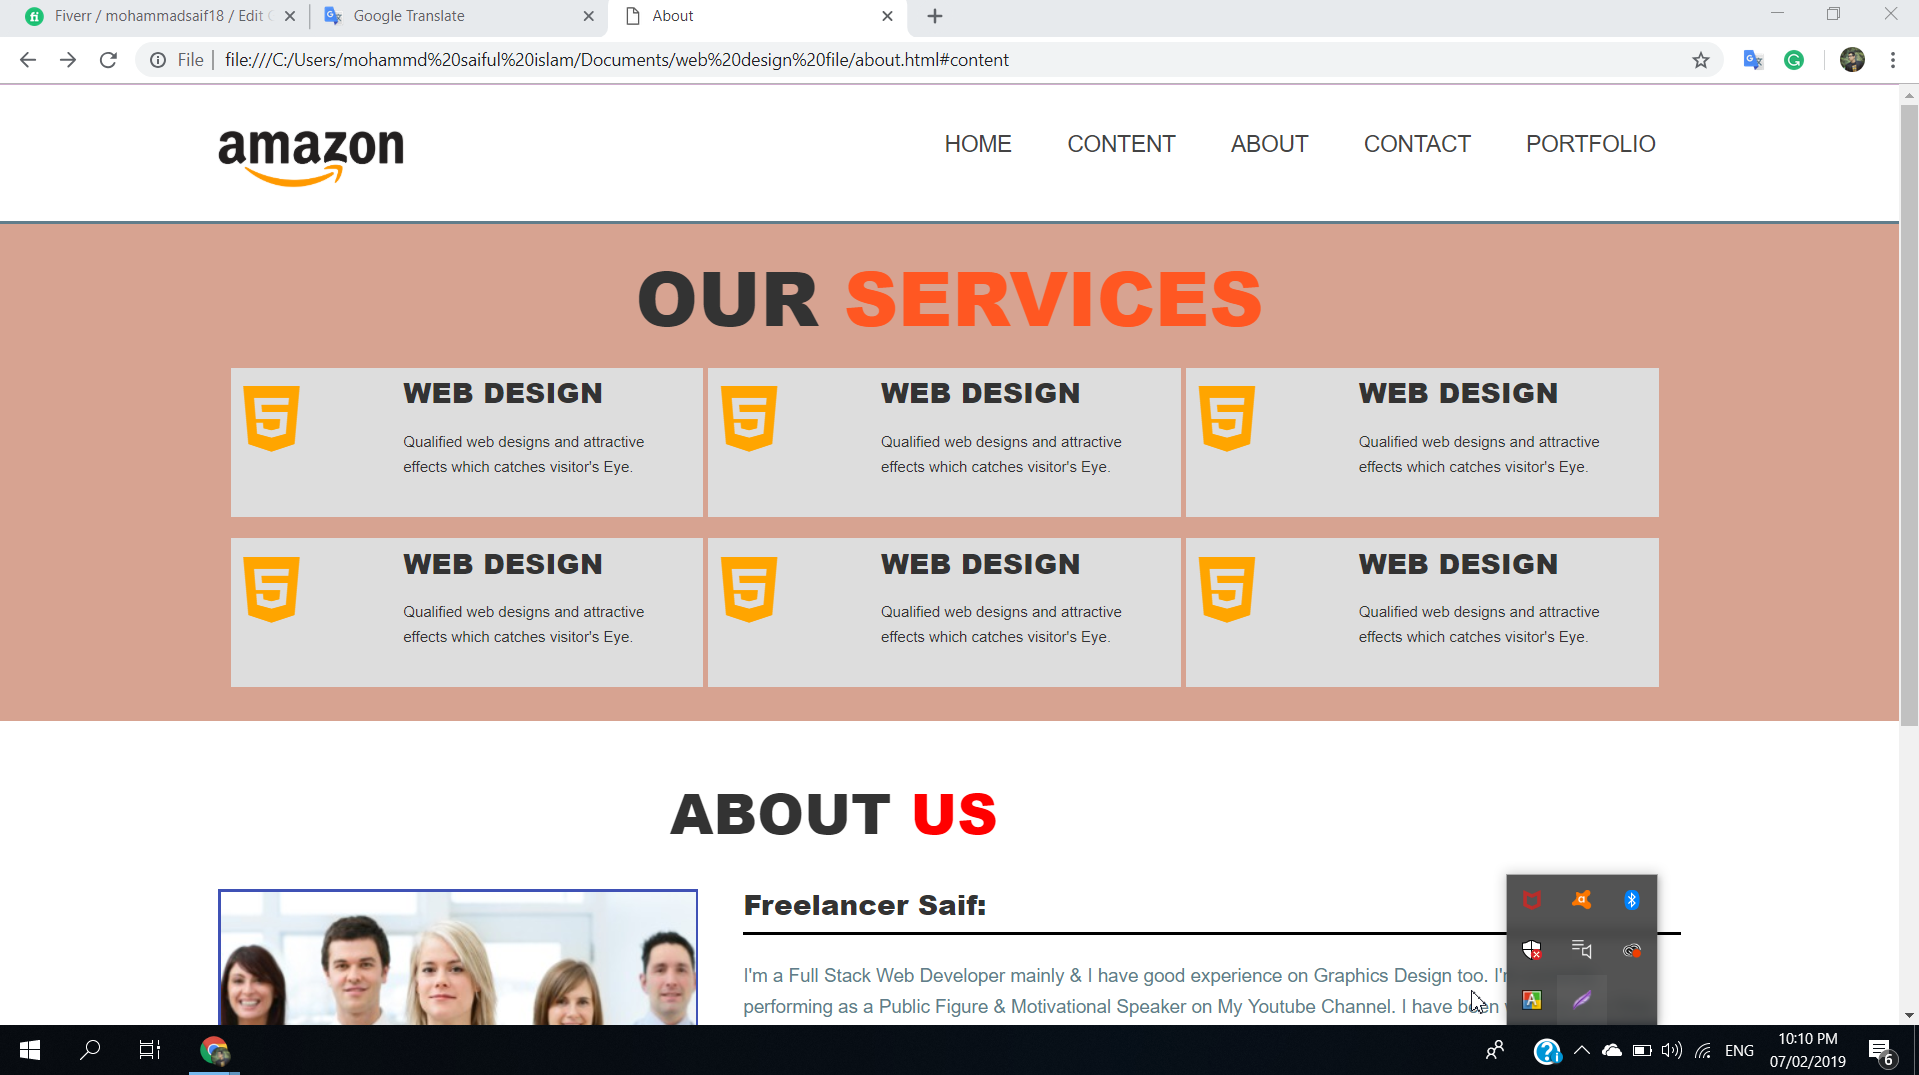 Fiverr / mohammadsaif18 / Edit
Google Translate
About
File
file:///C:/Users/mohammd%20saiful%20islam/Documents/web%20design%20file/about.html#content
amazon
HOME CONTENT ABOUT CONTACT PORTFOLIO
OUR SERVICES
WEB DESIGN
Qualified web designs and attractive
effects which catches visitor's Eye.
WEB DESIGN
Qualified web designs and attractive
effects which catches visitor's Eye.
WEB DESIGN
Qualified web designs and attractive
effects which catches visitor's Eye.
WEB DESIGN
Qualified web designs and attractive
effects which catches visitor's Eye.
WEB DESIGN
Qualified web designs and attractive
effects which catches visitor's Eye.
WEB DESIGN
Qualified web designs and attractive
effects which catches visitor's Eye.
ABOUT US
Freelancer Saif:
I'm a Full Stack Web Developer mainly & I have good experience on Graphics Design too.
performing as a Public Figure & Motivational Speaker on My Youtube Channel. I have been
ENG
10:10 PM
07/02/2019
6